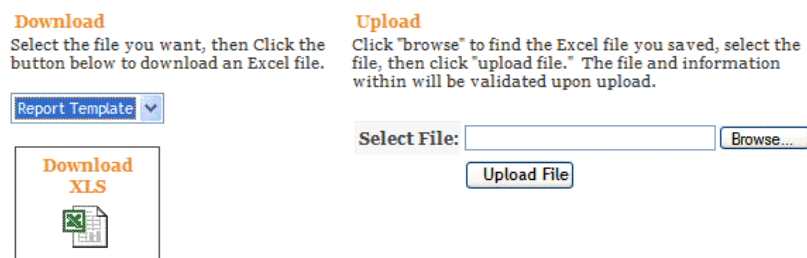 Download
Select the file you want, then Click the
button below to download an Excel file.
Report Template
Download
XLS
Upload
Click "browse" to find the Excel file you saved, select the
file, then click "upload file." The file and information
within will be validated upon upload.
Select File:
Browse...
Upload File